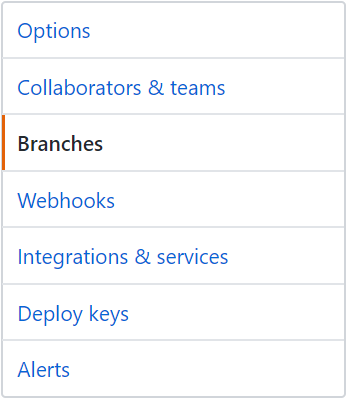 Options
Collaborators & teams
Branches
Webhooks
Integrations & services
Deploy keys
Alerts